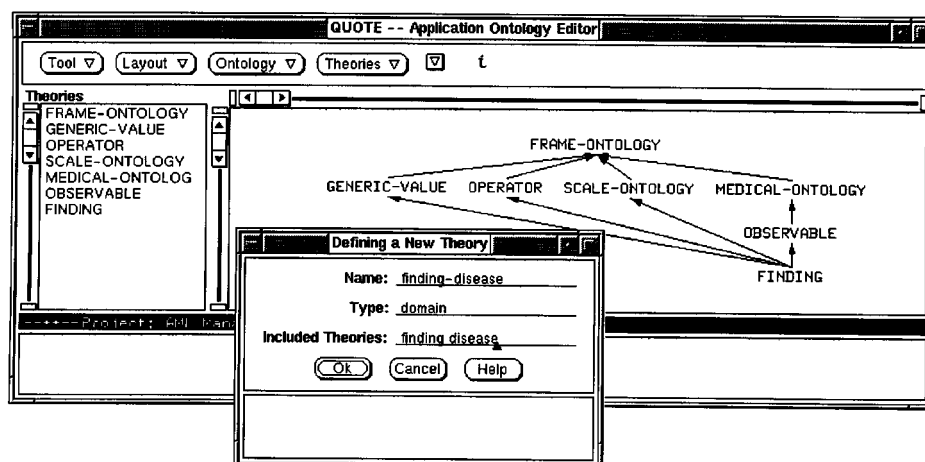 QUOTE -- Application Ontology Editor
Tool Layout Ontology Theories i
Theories
FRAME-ONTOLOGY
GENERIC-VALUE
OPERATOR
SCALE-ONTOLOGY
MEDICAL-ONTOLOG
OBSERVABLE
FINDING
FRAME-ONTOLOGY
GENERIC-VALUE OPERATOR SCALE-ONTOLOGY MEDICAL-ONTOLOGY
OBSERVABLE
FINDING
Defining a New Theory
Name: finding-disease
Type: domain
Included Theories: finding disease
Ok Cancel Help
Project: